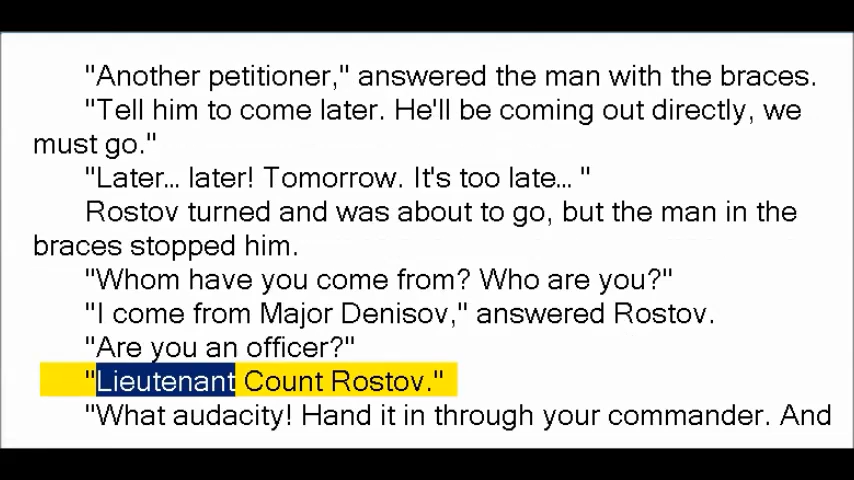 "Another petitioner," answered the man with the braces.
"Tell him to come later. He'll be coming out directly, we
must go."
"Later... later! Tomorrow. It's too late... "
Rostov turned and was about to go, but the man in the
braces stopped him.
"Whom have you come from? Who are you?"
"I come from Major Denisov," answered Rostov.
"Are you an officer?"
"Lieutenant Count Rostov."
"What audacity! Hand it in through your commander. And